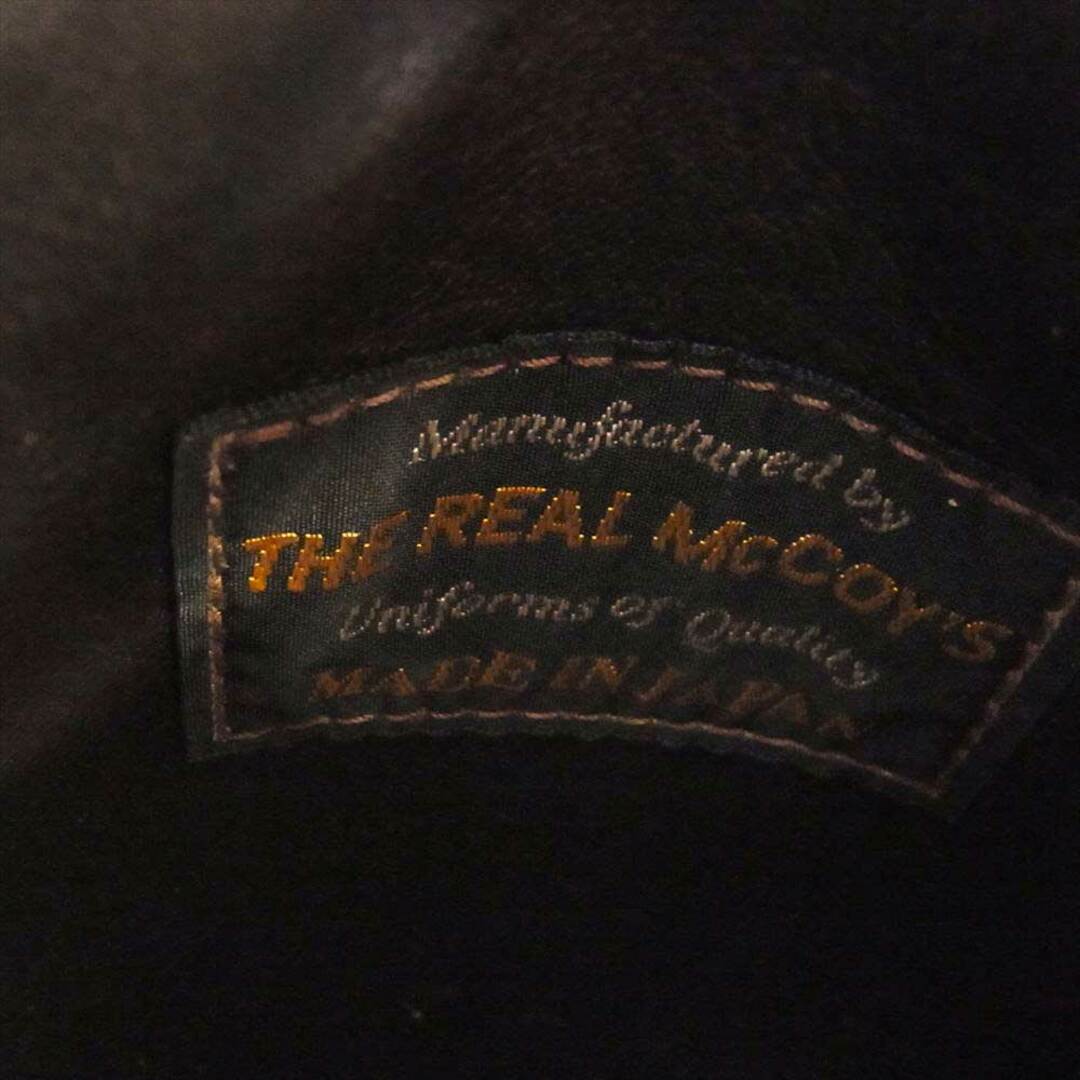 Manufactured by
THE REAL McCOY'S
Uniforms of Quality
MADE IN JAPAN